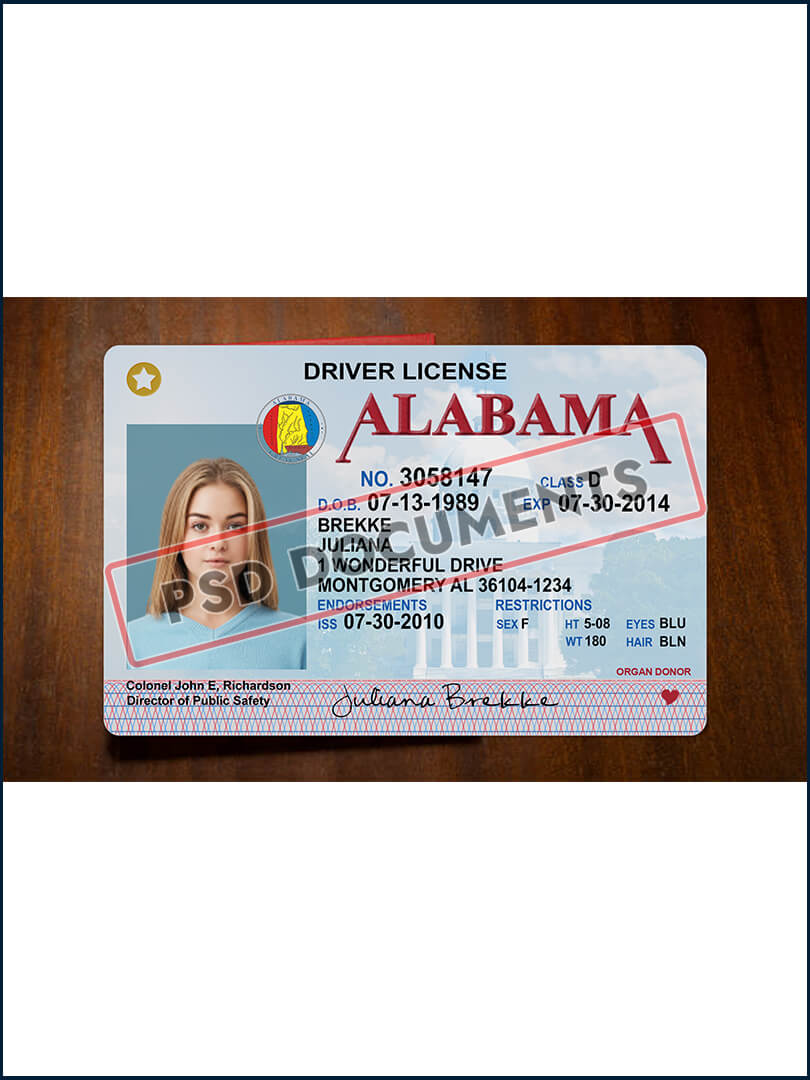 DRIVER LICENSE
ALABAMA
ALABAMA
NO. 3058147 CLASS D
D.O.B. 07-13-1989 EXP 07-30-2014
BREKKE
JULIANA
1 WONDERFUL DRIVE
MONTGOMERY AL 36104-1234
ENDORSEMENTS RESTRICTIONS
ISS 07-30-2010 SEX F HT 5-08 EYES BLU
WT 180 HAIR BLN
ORGAN DONOR
Colonel John E, Richardson
Director of Public Safety
Juliana Brekke
PSD DOCUMENTS